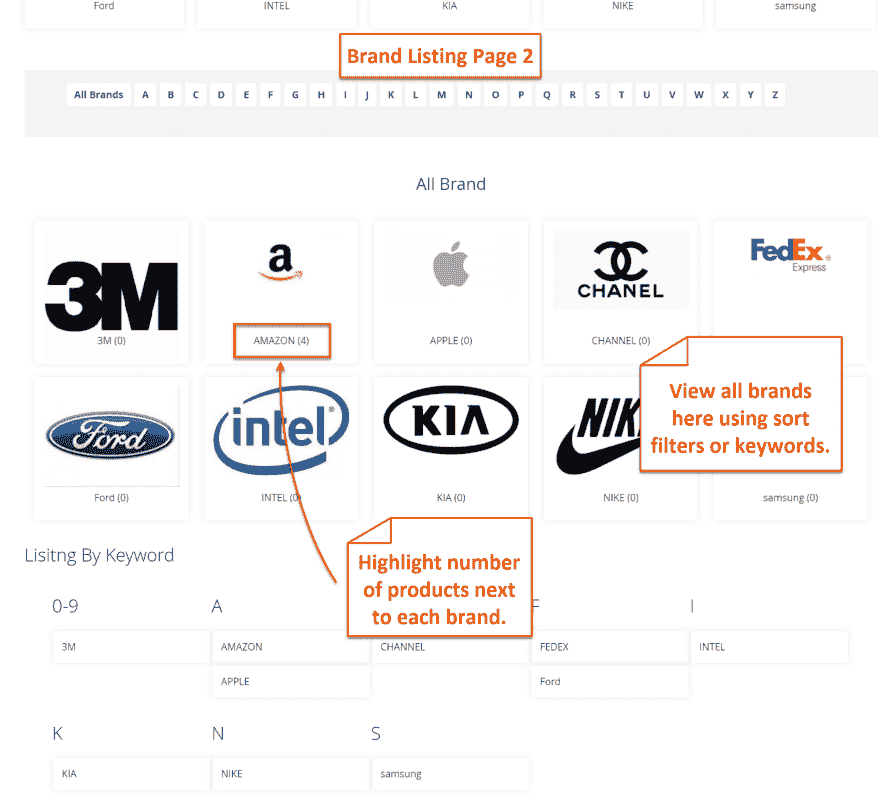 Ford INTEL KIA NIKE samsung
Brand Listing Page 2
All Brands A B C D E F G H I J K L M N O P Q R S T U V W X Y Z
All Brand
3M
a
CHANEL
FedEx®
Express
3M (0) AMAZON (4) APPLE (0) CHANNEL (0)
View all brands
here using sort
filters or keywords.
Ford
intel®
KIA
Ford (0) INTEL (0) KIA (0) NIKE (0) samsung (0)
Highlight number
of products next
to each brand.
Lisitng By Keyword
0-9 A F I
3M AMAZON CHANNEL FEDEX INTEL
APPLE Ford
K N S
KIA NIKE samsung